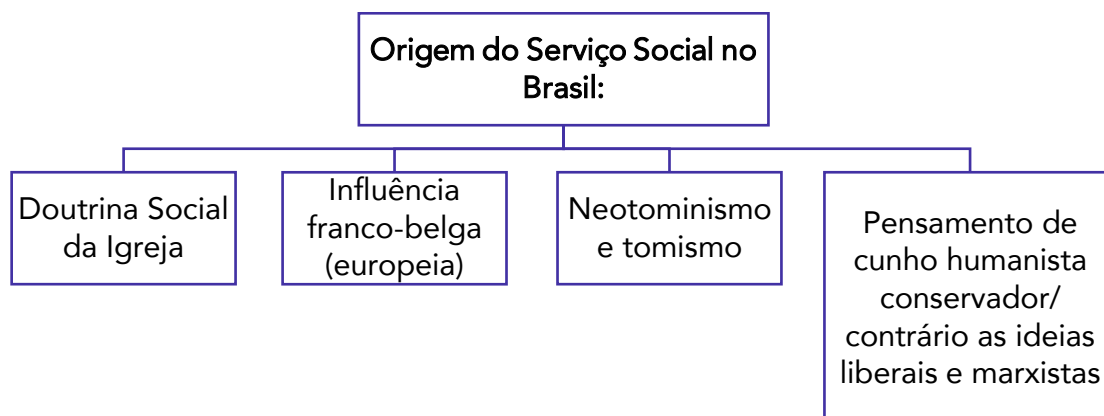 Origem do Serviço Social no
Brasil:
Doutrina Social
da Igreja
Influência
franco-belga
(europeia)
Neotominismo
e tomismo
Pensamento de
cunho humanista
conservador/
contrário as ideias
liberais e marxistas